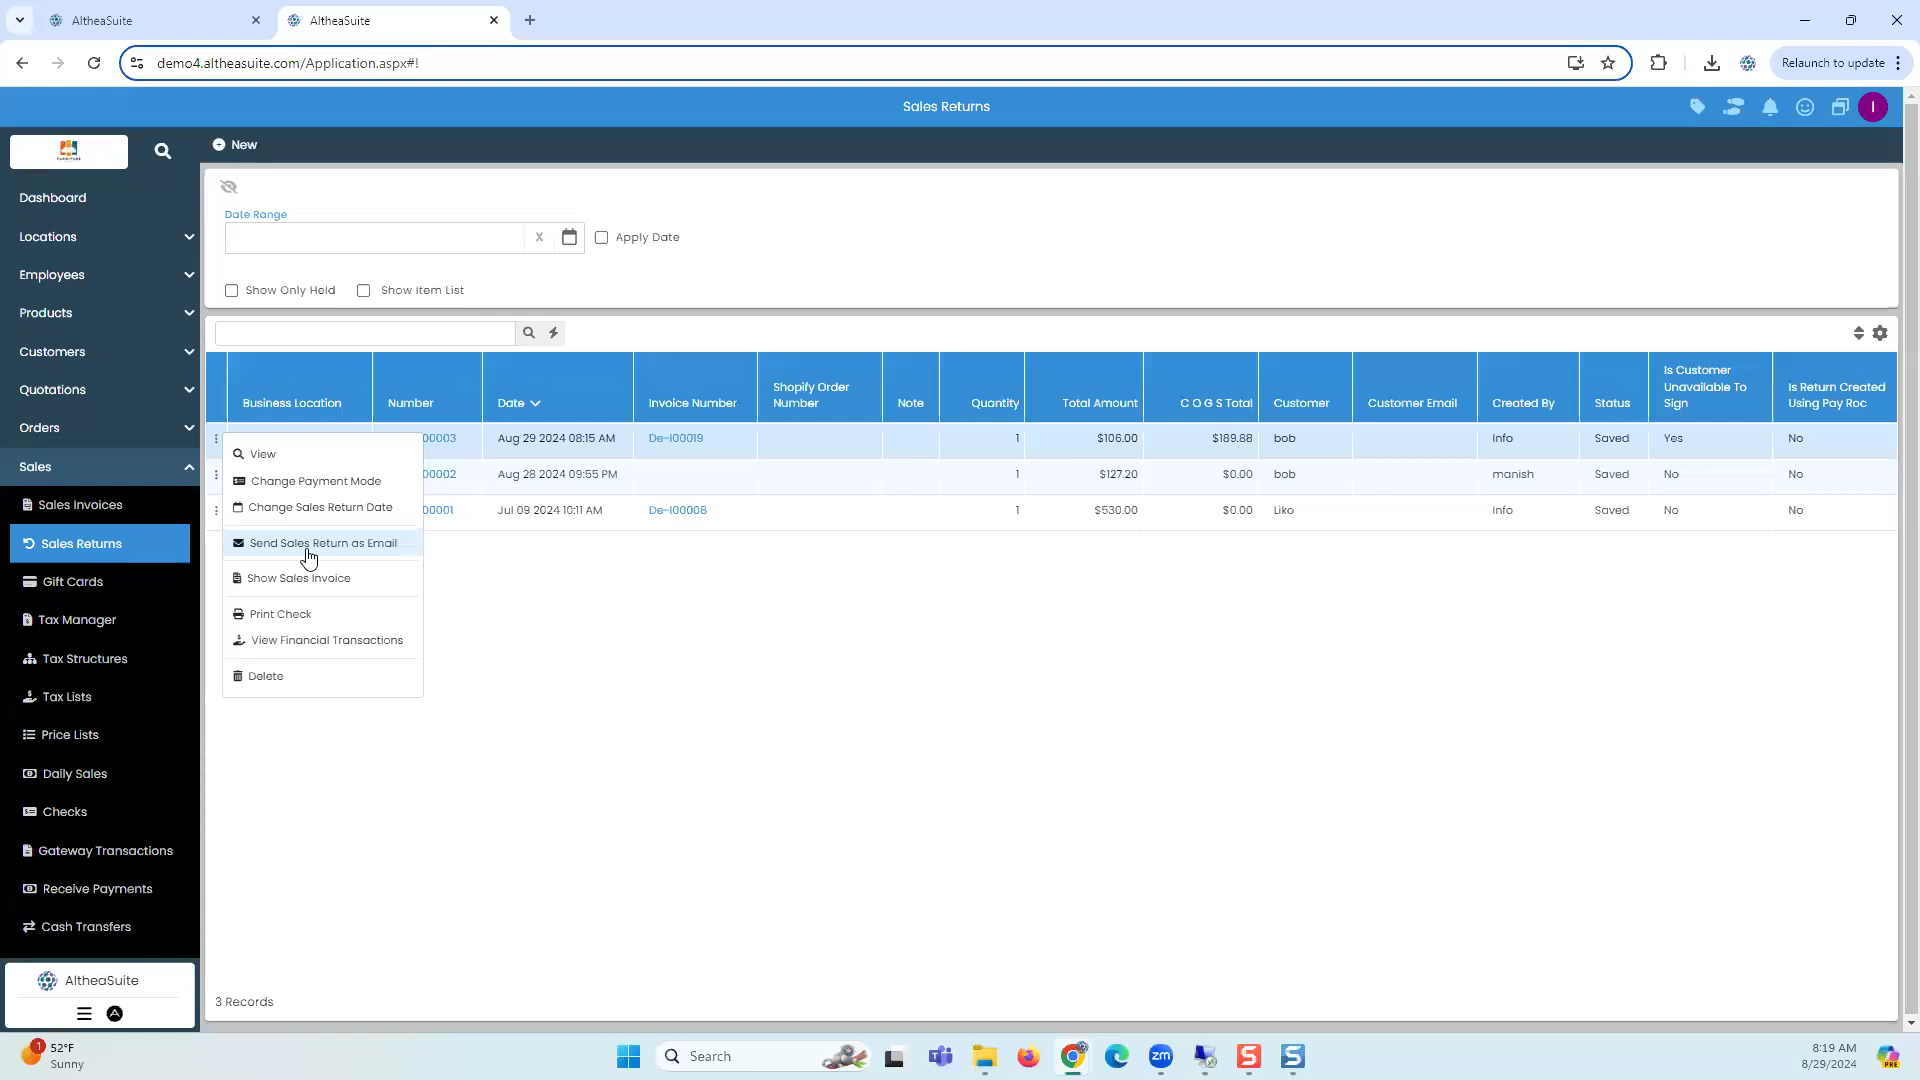 AltheaSuite
AltheaSuite
demo4.altheasuite.com/Application.aspx#!
Relaunch to update
Sales Returns
I
New
Dashboard
Locations
Employees
Products
Customers
Quotations
Orders
Sales
Sales Invoices
Sales Returns
Gift Cards
Tax Manager
Tax Structures
Tax Lists
Price Lists
Daily Sales
Checks
Gateway Transactions
Receive Payments
Cash Transfers
AltheaSuite
Date Range
X
Apply Date
Show Only Held
Show Item List
Business Location Number Date Invoice Number Shopify Order Number Note Quantity Total Amount C O G S Total Customer Customer Email Created By Status Is Customer Unavailable To Sign Is Return Created Using Pay Roc
00003 Aug 29 2024 08:15 AM De-I00019 1 $106.00 $189.88 bob Info Saved Yes No
00002 Aug 28 2024 09:55 PM 1 $127.20 $0.00 bob manish Saved No No
00001 Jul 09 2024 10:11 AM De-I00008 1 $530.00 $0.00 Liko Info Saved No No
View
Change Payment Mode
Change Sales Return Date
Send Sales Return as Email
Show Sales Invoice
Print Check
View Financial Transactions
Delete
3 Records
1
52°F
Sunny
Search
zm
S
S
8:19 AM
8/29/2024
PRE